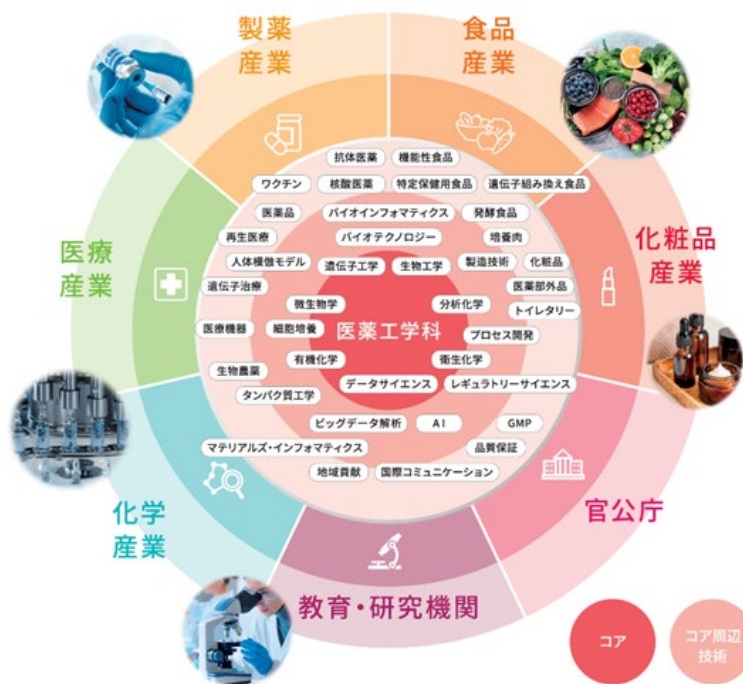 製薬
産業
食品
産業
抗体医薬 機能性食品
ワクチン 核酸医薬 特定保健用食品 遺伝子組み換え食品
医薬品 バイオインフォマティクス 発酵食品
再生医療 バイオテクノロジー 培養肉
医療
産業
化粧品
産業
人体模倣モデル 遺伝子工学 生物工学 製造技術 化粧品
遺伝子治療 医薬部外品
微生物学 分析化学 トイレタリー
医療機器 細胞培養 医薬工学科 プロセス開発
有機化学 衛生化学
生物農薬 データサイエンス レギュラトリーサイエンス
タンパク質工学
ビッグデータ解析 AI GMP
マテリアルズ・インフォマティクス 品質保証
地域貢献 国際コミュニケーション
化学
産業
官公庁
教育・研究機関
コア
コア周辺
技術